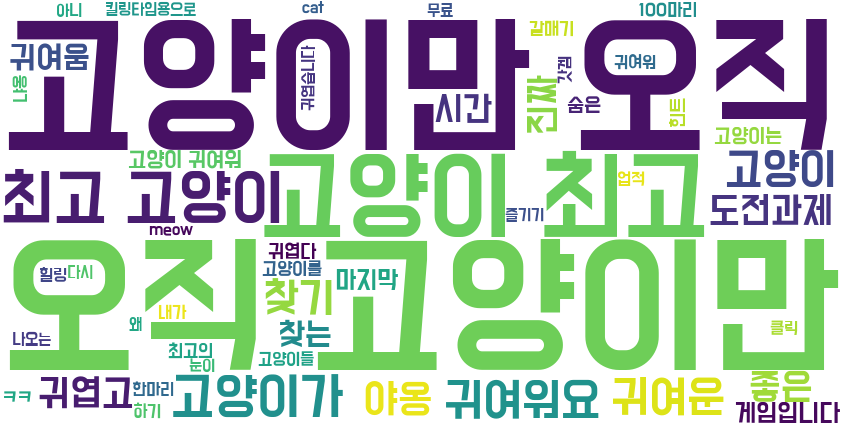 아니 킬링타임용으로 cat 무료 갈매기 100마리
고양이만 오직
귀여움 냐옹 귀엽습니다 시간 진짜 갓겜 숨은 귀여워 힌트 고양이는
고양이 귀여워
최고 고양이 고양이 최고 고양이
meow 즐기기 업적 도전과제
오직 고양이만
귀엽다 고양이를 힐링 다시
찾기 마지막
내가 왜 찾는 클릭
나오는 최고의 눈이 고양이들
ㅋㅋ 귀엽고 한마리 하기 고양이가 야옹 귀여워요 귀여운 좋은 게임입니다